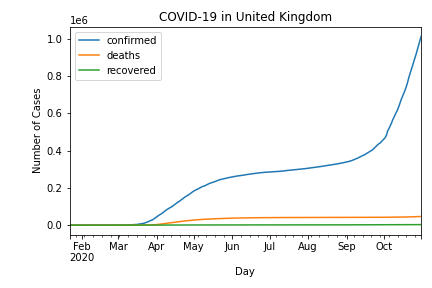 COVID-19 in United Kingdom
1e6
confirmed
deaths
recovered
Number of Cases
1.0
0.8
0.6
0.4
0.2
0.0
Feb Mar Apr May Jun Jul Aug Sep Oct
2020
Day